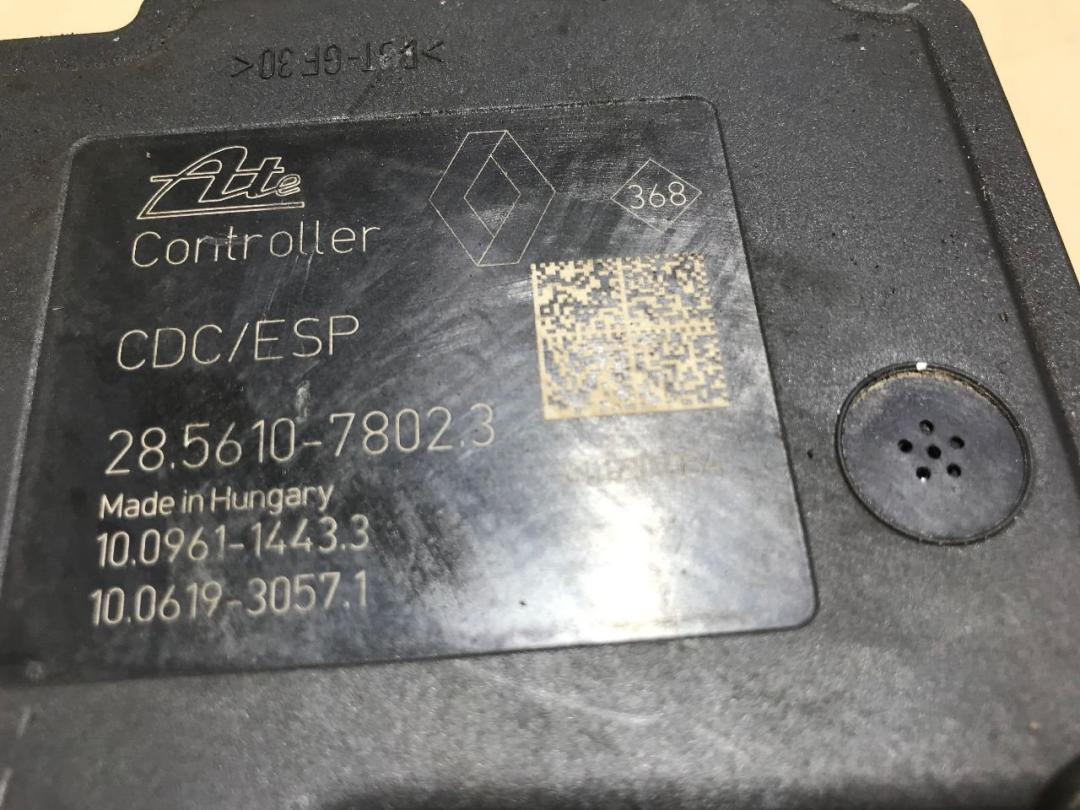 >PBT-GF30<
Ate
368
Controller
CDC/ESP
28.5610-7802.3
Made in Hungary
10.0961-1443.3
10.0619-3057.1